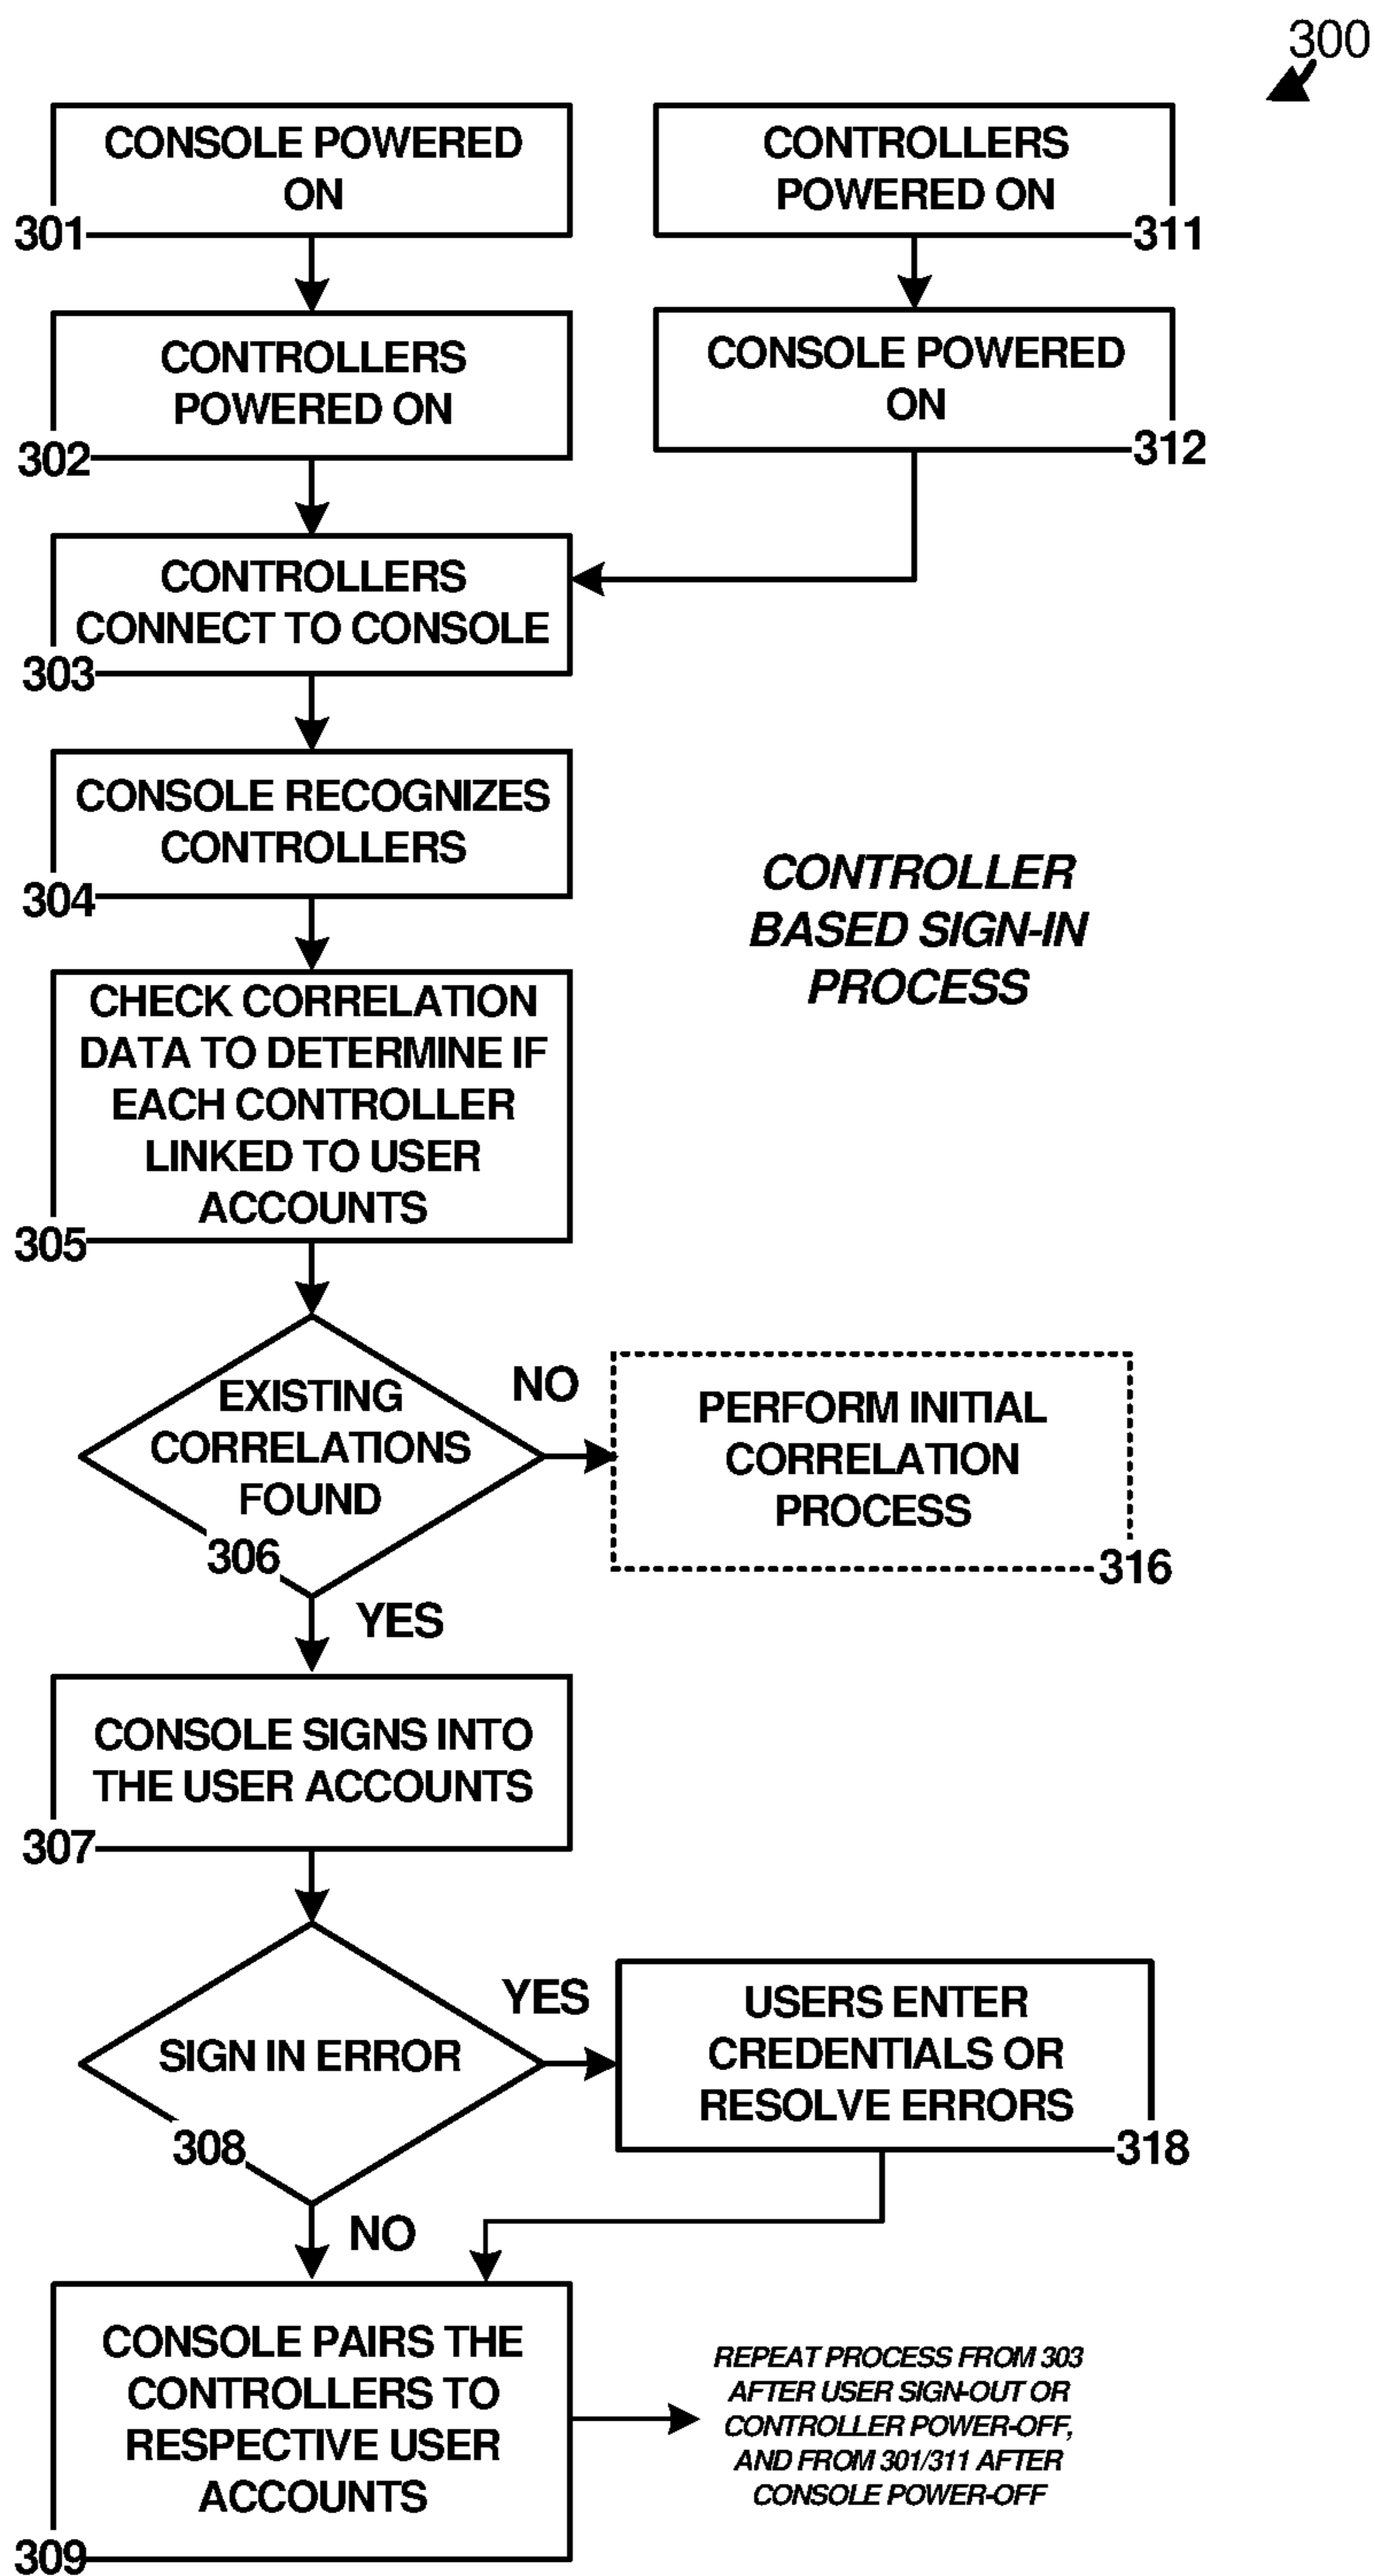 300
CONSOLE POWERED
ON
301
CONTROLLERS
POWERED ON
311
CONTROLLERS
POWERED ON
302
CONSOLE POWERED
ON
312
CONTROLLERS
CONNECT TO CONSOLE
303
CONSOLE RECOGNIZES
CONTROLLERS
304
CONTROLLER
BASED SIGN-IN
PROCESS
CHECK CORRELATION
DATA TO DETERMINE IF
EACH CONTROLLER
LINKED TO USER
ACCOUNTS
305
EXISTING
CORRELATIONS
FOUND
306
NO
PERFORM INITIAL
CORRELATION
PROCESS
316
YES
CONSOLE SIGNS INTO
THE USER ACCOUNTS
307
SIGN IN ERROR
308
YES
USERS ENTER
CREDENTIALS OR
RESOLVE ERRORS
318
NO
CONSOLE PAIRS THE
CONTROLLERS TO
RESPECTIVE USER
ACCOUNTS
309
REPEAT PROCESS FROM 303
AFTER USER SIGN-OUT OR
CONTROLLER POWER-OFF,
AND FROM 301/311 AFTER
CONSOLE POWER-OFF